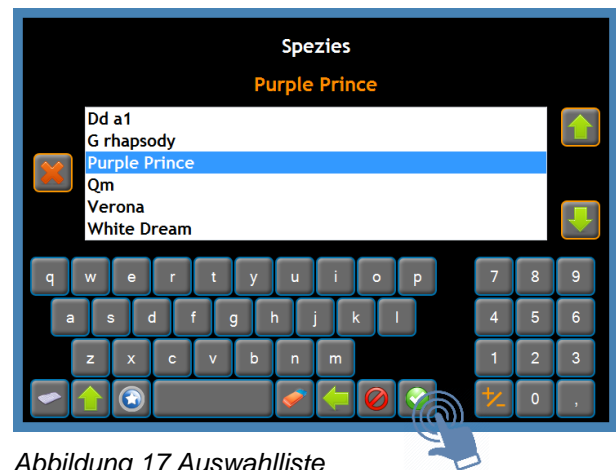 Spezies
Purple Prince
Dd a1
G rhapsody
Purple Prince
Qm
Verona
White Dream
q w e r t y u i o p 7 8 9
a s d f g h j k l 4 5 6
z x c v b n m 1 2 3
+/- 0 ,
Abbildung 17 Auswahlliste